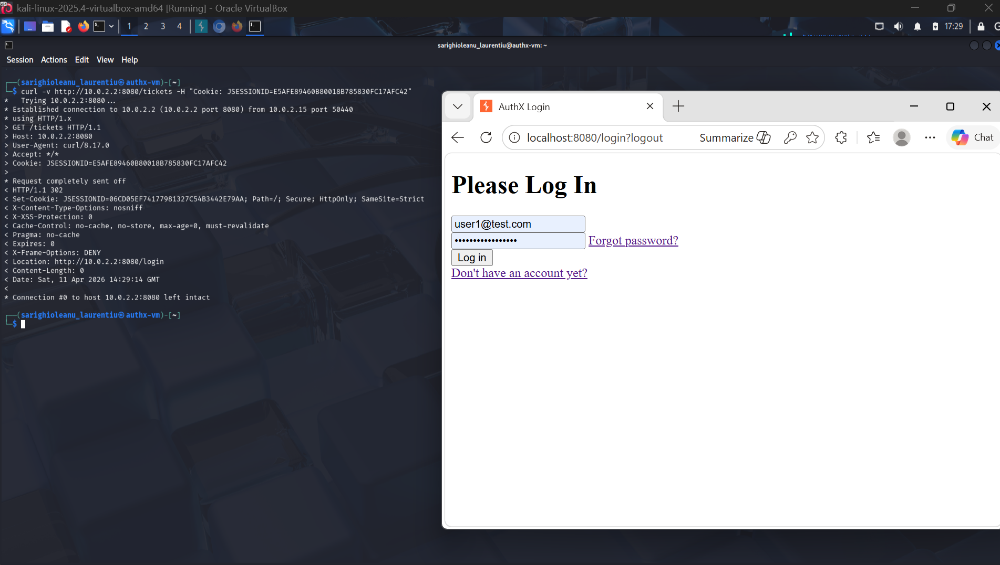 kali-linux-2025.4-virtualbox-amd64 [Running] - Oracle VirtualBox
1 2 3 4
17:29
sarighioleanu_laurentiu@authx-vm: ~
Session Actions Edit View Help
┌──(sarighioleanu_laurentiu㉿authx-vm)-[~]
└─$ curl -v http://10.0.2.2:8080/tickets -H "Cookie: JSESSIONID=E5AFE89460B80018B785830FC17AFC42"
*   Trying 10.0.2.2:8080...
* Established connection to 10.0.2.2 (10.0.2.2 port 8080) from 10.0.2.15 port 50440
* using HTTP/1.x
> GET /tickets HTTP/1.1
> Host: 10.0.2.2:8080
> User-Agent: curl/8.17.0
> Accept: */*
> Cookie: JSESSIONID=E5AFE89460B80018B785830FC17AFC42
>
* Request completely sent off
< HTTP/1.1 302
< Set-Cookie: JSESSIONID=06CD05EF74177981327C54B3442E79AA; Path=/; Secure; HttpOnly; SameSite=Strict
< X-Content-Type-Options: nosniff
< X-XSS-Protection: 0
< Cache-Control: no-cache, no-store, max-age=0, must-revalidate
< Pragma: no-cache
< Expires: 0
< X-Frame-Options: DENY
< Location: http://10.0.2.2:8080/login
< Content-Length: 0
< Date: Sat, 11 Apr 2026 14:29:14 GMT
<
* Connection #0 to host 10.0.2.2:8080 left intact
┌──(sarighioleanu_laurentiu㉿authx-vm)-[~]
└─$
AuthX Login
localhost:8080/login?logout Summarize Chat
Please Log In
user1@test.com
••••••••••••••••• Forgot password?
Log in
Don't have an account yet?